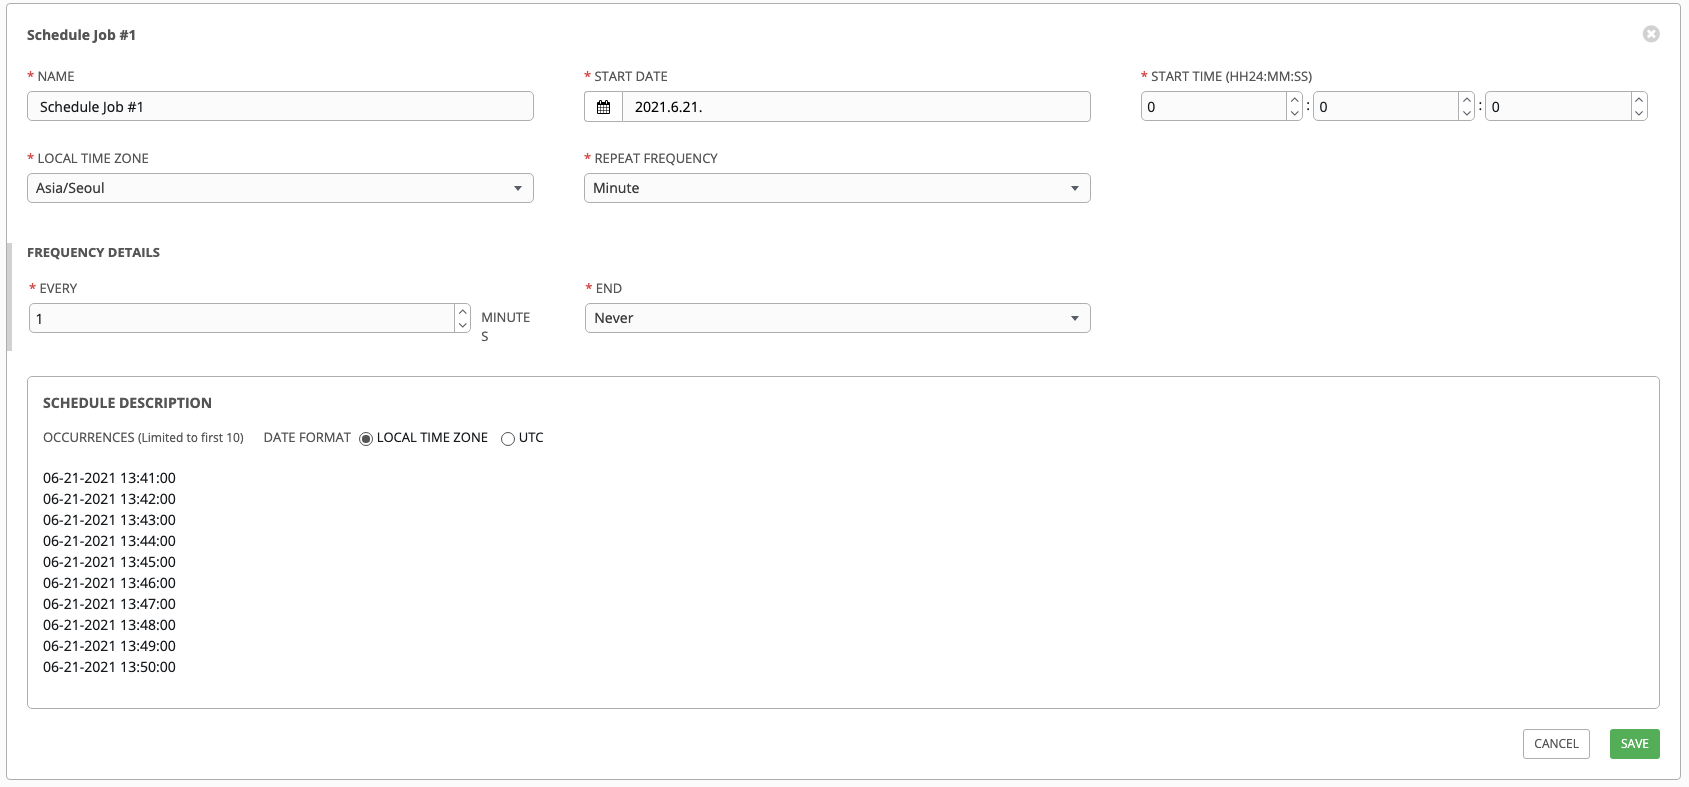 Schedule Job #1
* NAME
* START DATE
* START TIME (HH24:MM:SS)
Schedule Job #1
2021.6.21.
0 : 0 : 0
* LOCAL TIME ZONE
* REPEAT FREQUENCY
Asia/Seoul
Minute
FREQUENCY DETAILS
* EVERY
* END
1
MINUTE
S
Never
SCHEDULE DESCRIPTION
OCCURRENCES (Limited to first 10) DATE FORMAT LOCAL TIME ZONE UTC
06-21-2021 13:41:00
06-21-2021 13:42:00
06-21-2021 13:43:00
06-21-2021 13:44:00
06-21-2021 13:45:00
06-21-2021 13:46:00
06-21-2021 13:47:00
06-21-2021 13:48:00
06-21-2021 13:49:00
06-21-2021 13:50:00
CANCEL
SAVE